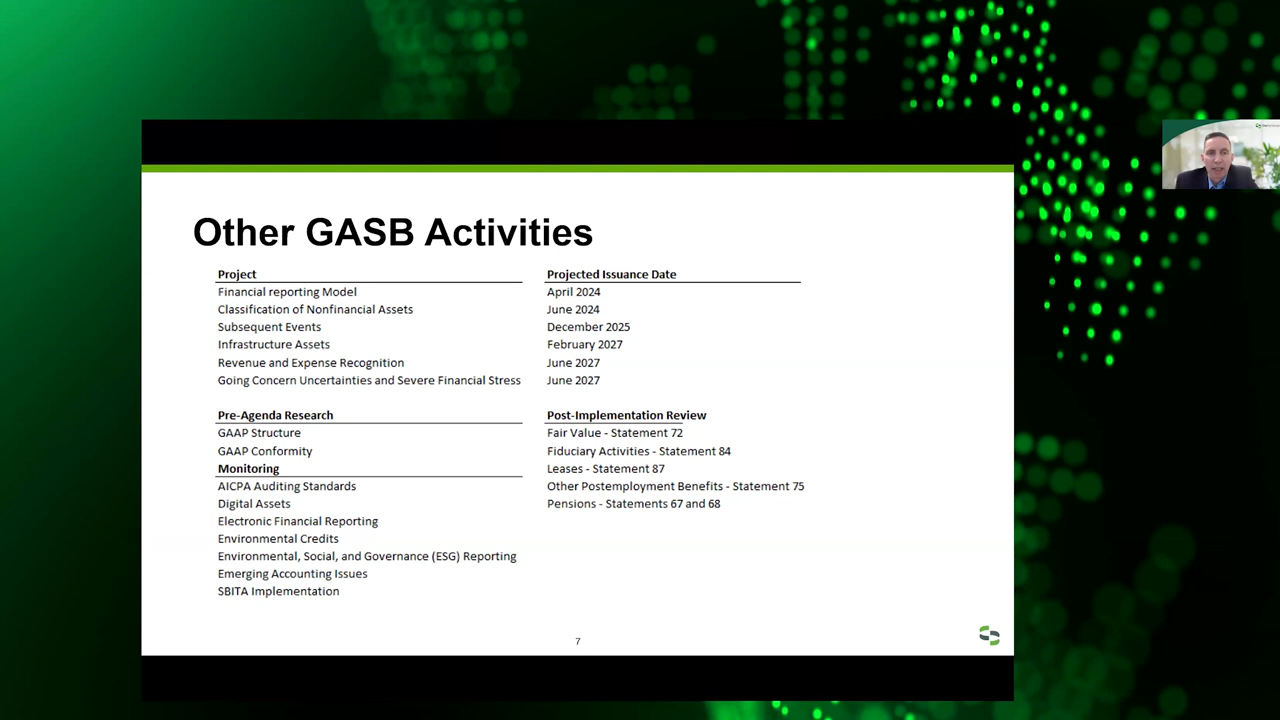 Other GASB Activities
Project Projected Issuance Date
Financial reporting Model April 2024
Classification of Nonfinancial Assets June 2024
Subsequent Events December 2025
Infrastructure Assets February 2027
Revenue and Expense Recognition June 2027
Going Concern Uncertainties and Severe Financial Stress June 2027
Pre-Agenda Research Post-Implementation Review
GAAP Structure Fair Value - Statement 72
GAAP Conformity Fiduciary Activities - Statement 84
Monitoring Leases - Statement 87
AICPA Auditing Standards Other Postemployment Benefits - Statement 75
Digital Assets Pensions - Statements 67 and 68
Electronic Financial Reporting
Environmental Credits
Environmental, Social, and Governance (ESG) Reporting
Emerging Accounting Issues
SBITA Implementation
7